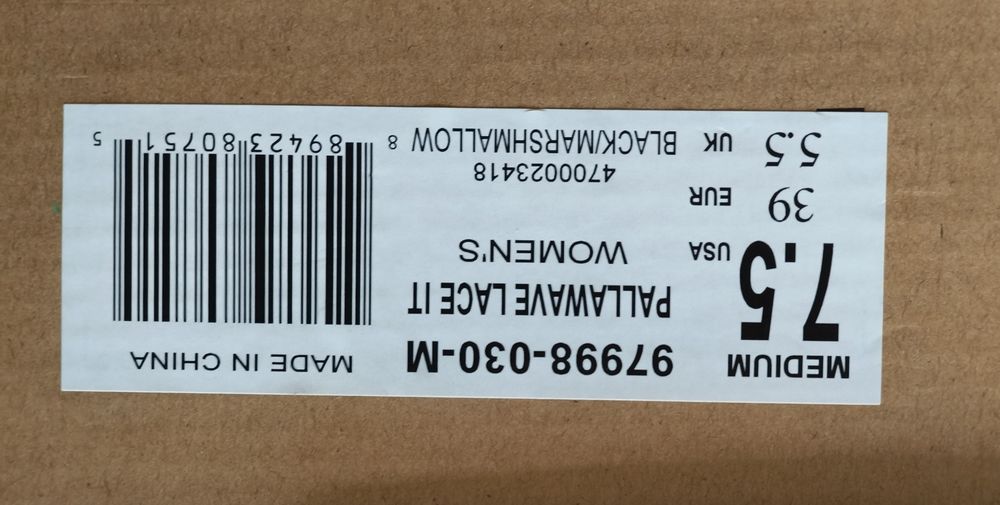 MEDIUM
7.5 USA
39 EUR
5.5 UK
97998-030-M
PALLAWAVE LACE IT
WOMEN'S
4700023418
BLACK/MARSHMALLOW
MADE IN CHINA
8 89423 80751 5